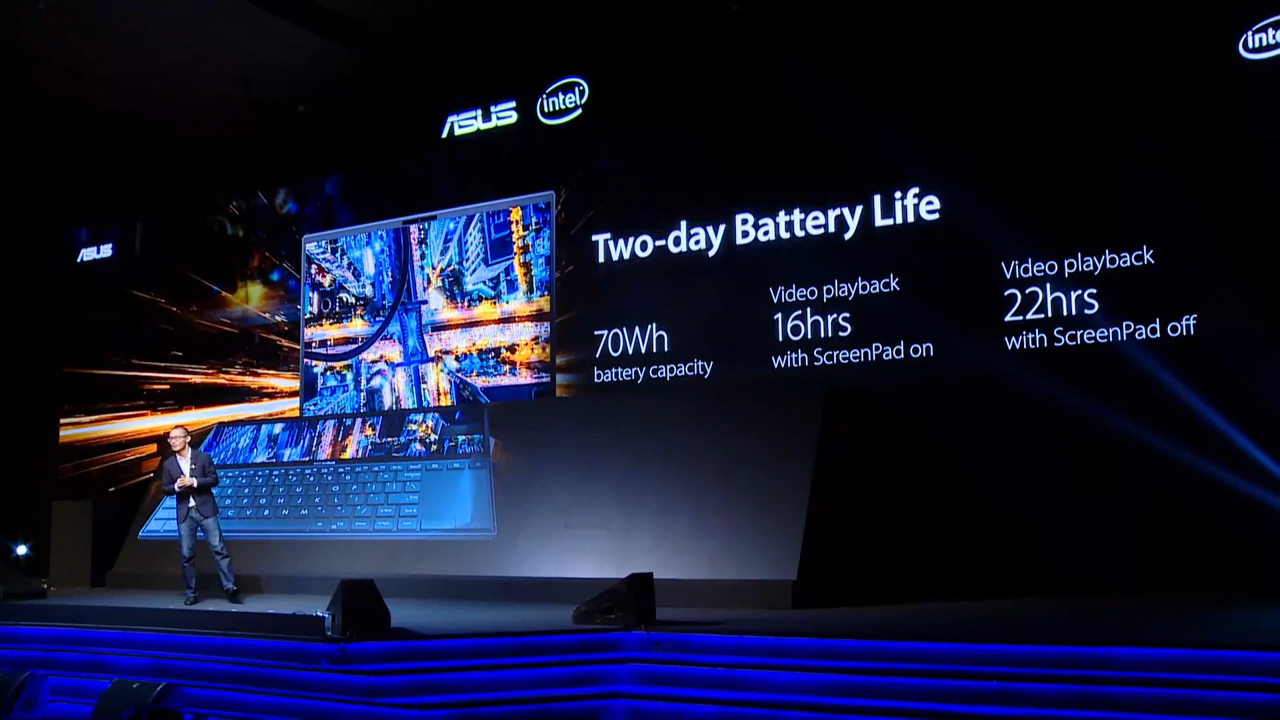 ASUS
intel
inte
ASUS
Two-day Battery Life
70Wh
battery capacity
Video playback
16hrs
with ScreenPad on
Video playback
22hrs
with ScreenPad off